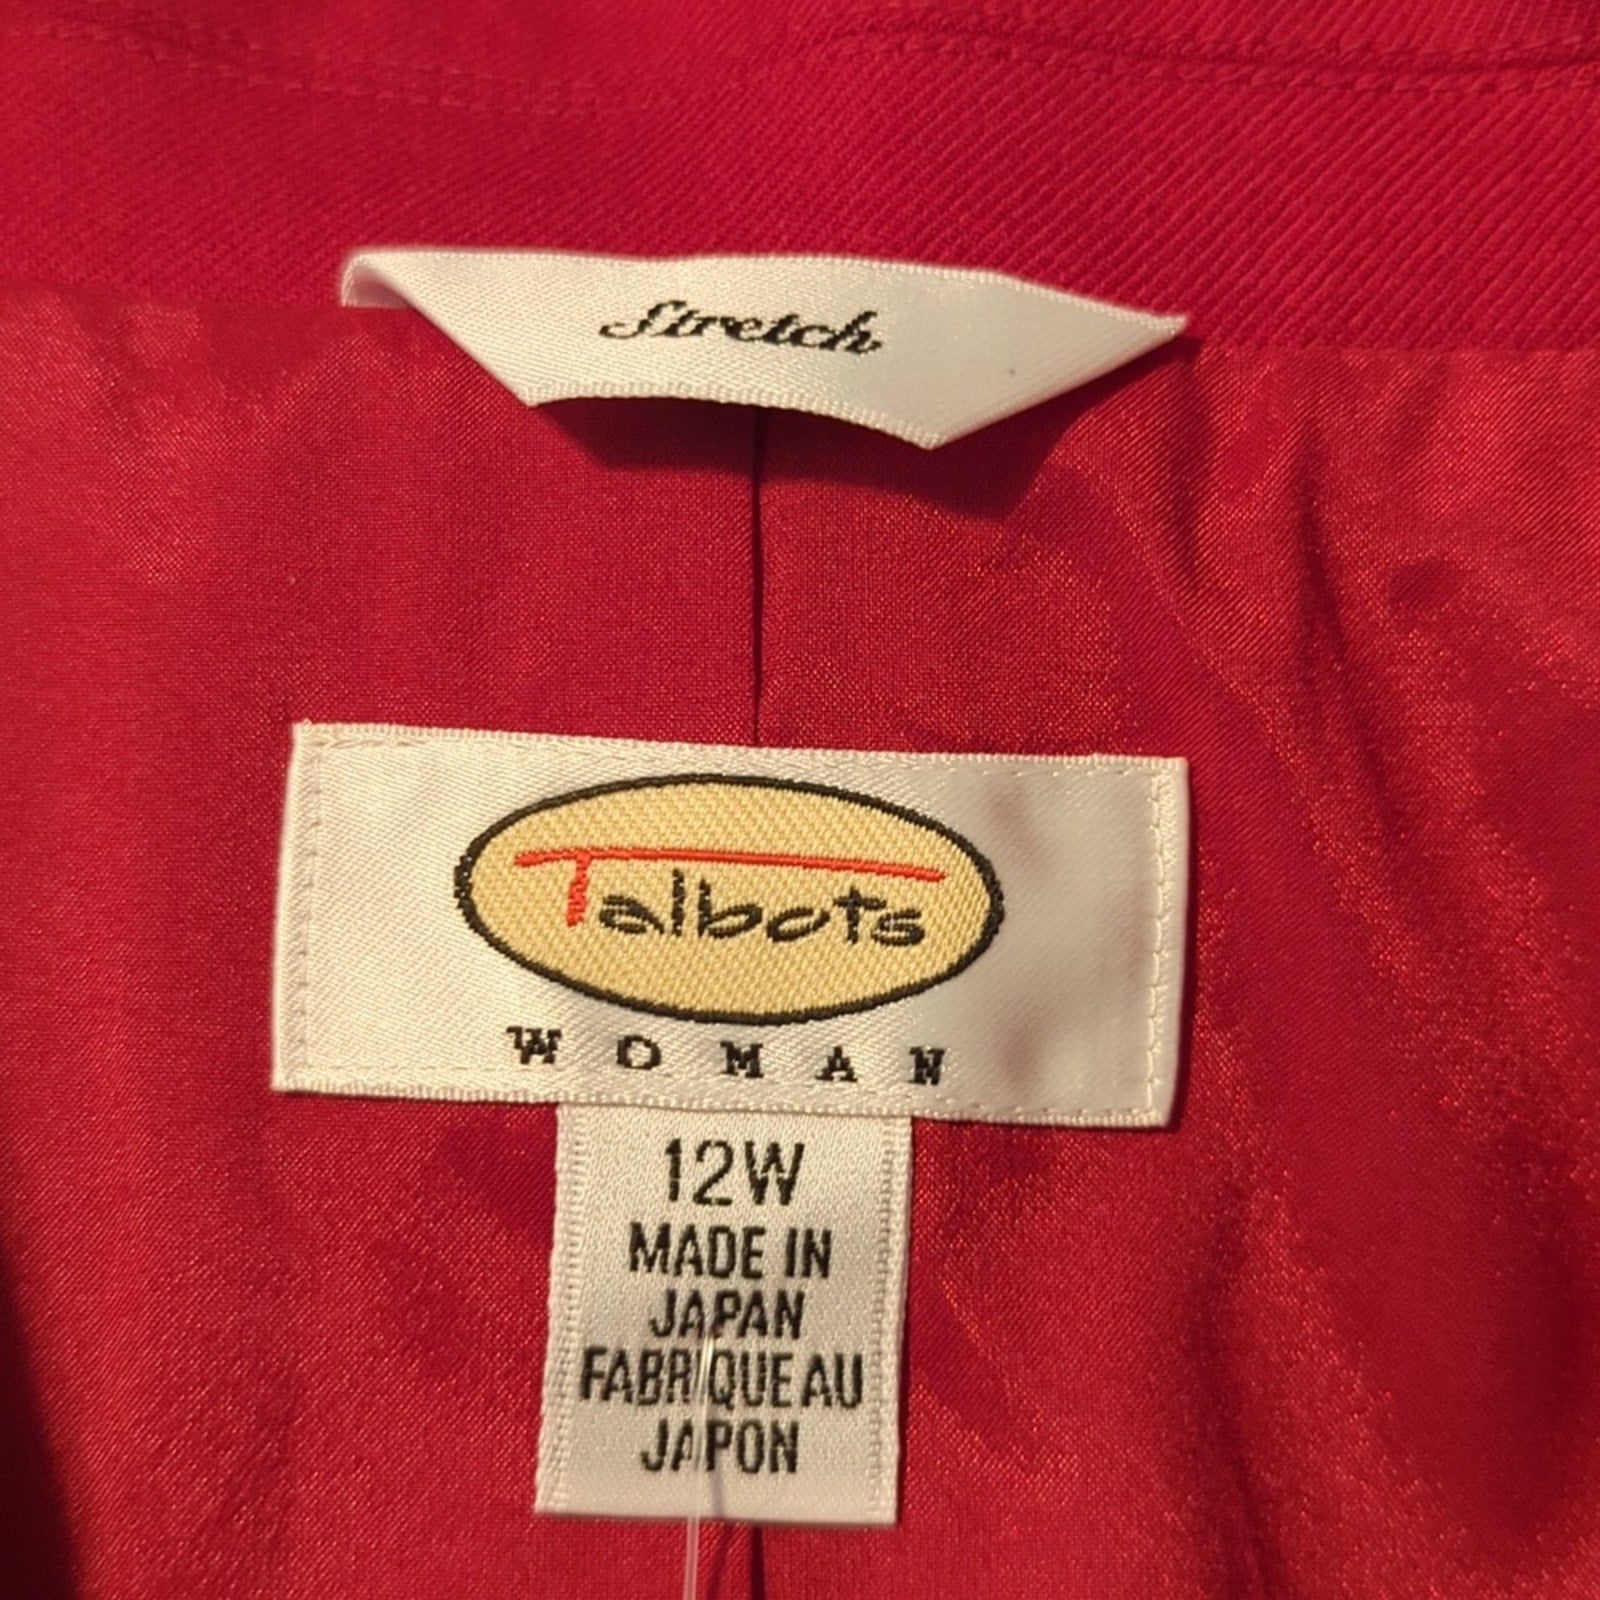 Stretch
Talbots
WOMAN
12W
MADE IN
JAPAN
FABRIQUE AU
JAPON